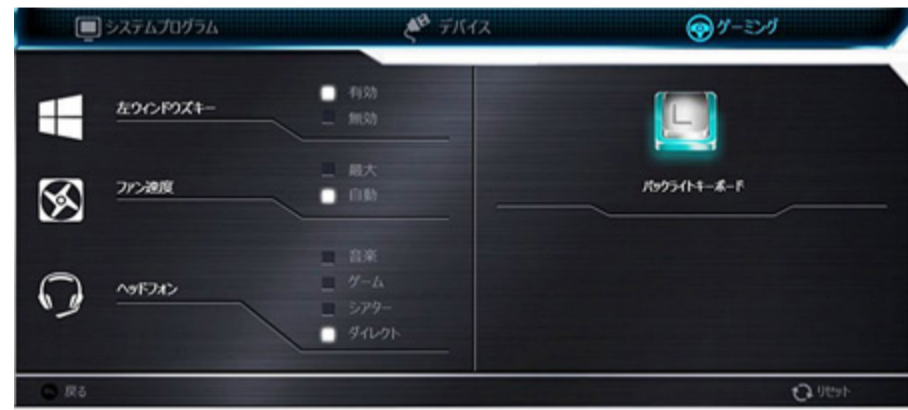 システムプログラム
デバイス
ゲーミング
左ウィンドウズキー
有効
無効
ファン速度
最大
自動
ヘッドフォン
音楽
ゲーム
シアター
ダイレクト
バックライトキーボード
戻る
リセット